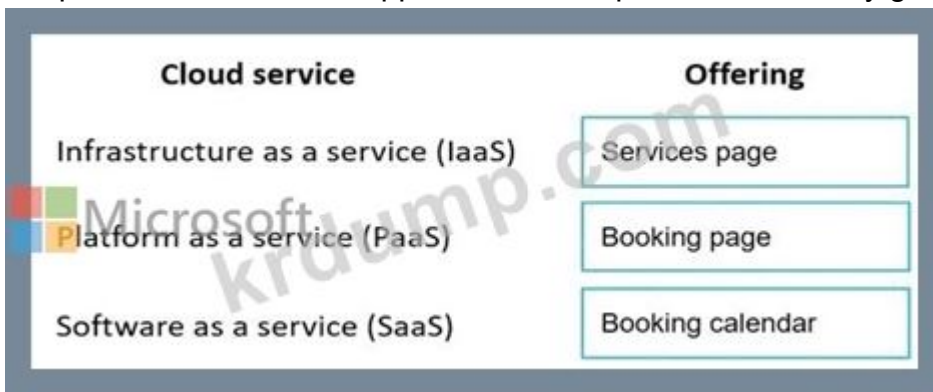 Cloud service Offering
Infrastructure as a service (IaaS) Services page
Platform as a service (PaaS) Booking page
Software as a service (SaaS) Booking calendar
Microsoft
krdump.com